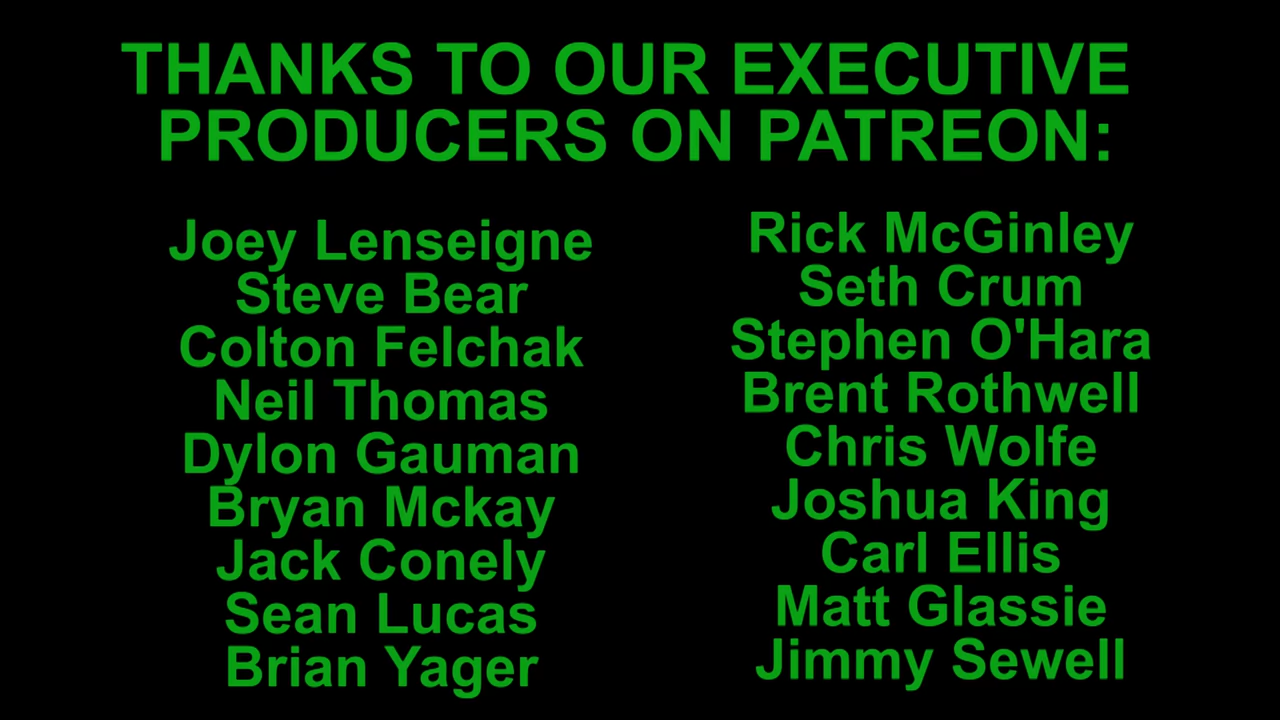 THANKS TO OUR EXECUTIVE
PRODUCERS ON PATREON:
Joey Lenseigne
Steve Bear
Colton Felchak
Neil Thomas
Dylon Gauman
Bryan Mckay
Jack Conely
Sean Lucas
Brian Yager
Rick McGinley
Seth Crum
Stephen O'Hara
Brent Rothwell
Chris Wolfe
Joshua King
Carl Ellis
Matt Glassie
Jimmy Sewell